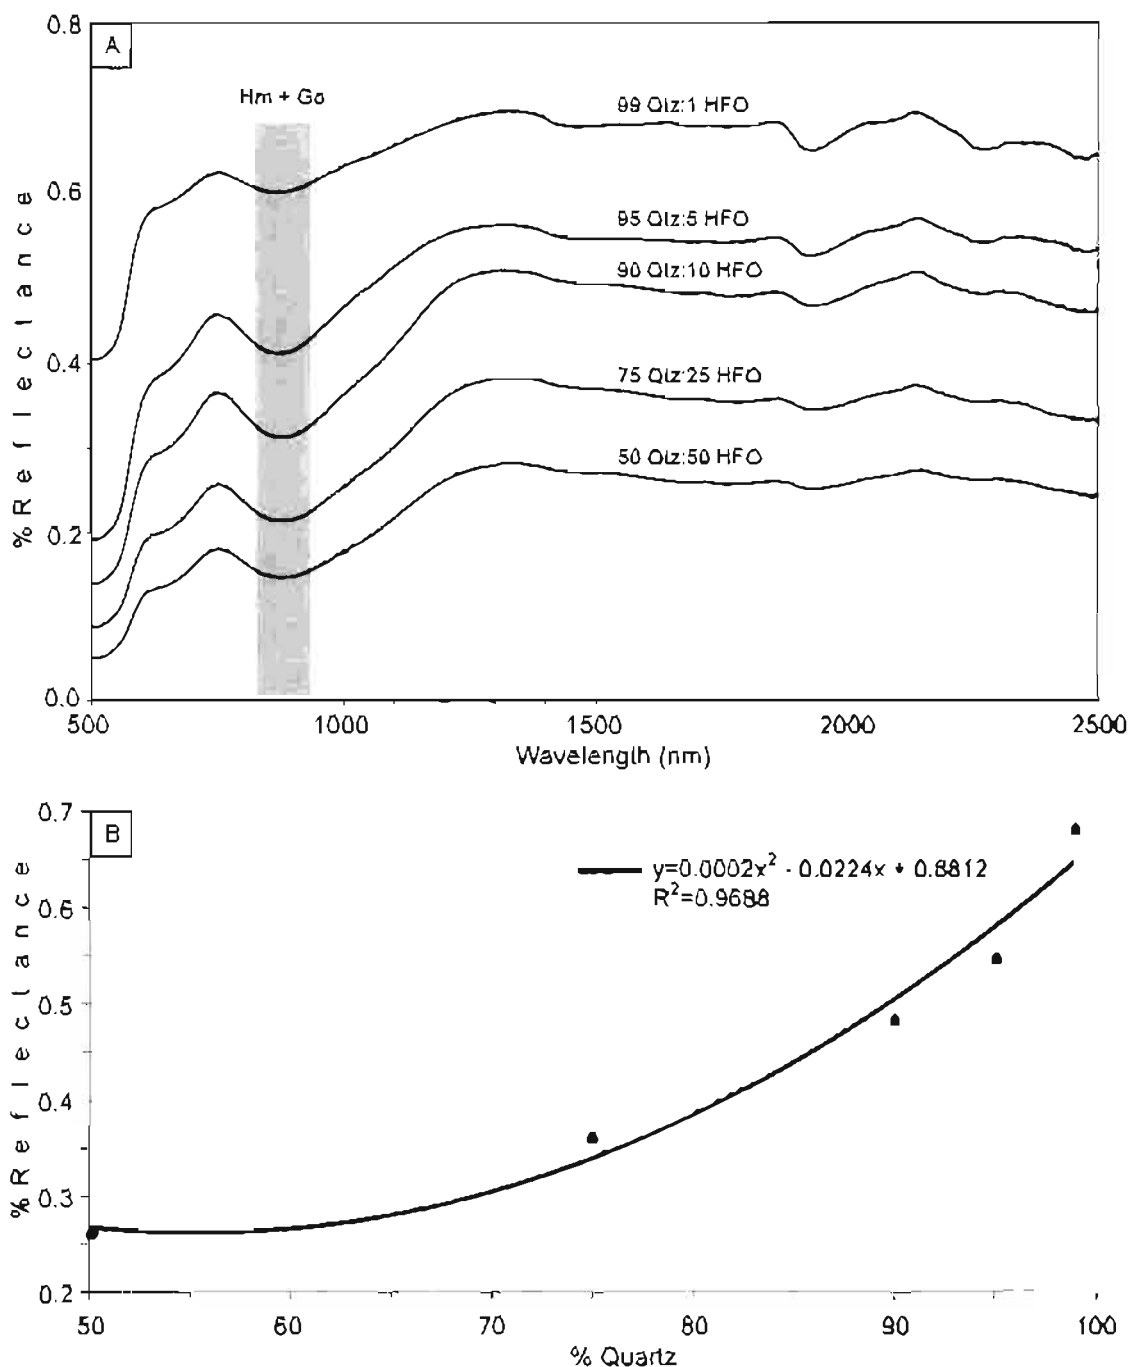 A
0.8
Hm + Go
99 Qtz:1 HFO
0.6
95 Qtz:5 HFO
90 Qtz:10 HFO
0.4
75 Qtz:25 HFO
50 Qtz:50 HFO
0.2
0.0
%Reflectance
500 1000 1500 2000 2500
Wavelength (nm)
B
0.7
y=0.0002x² - 0.0224x + 0.8812
R²=0.9688
0.6
0.5
0.4
0.3
0.2
%Reflectance
50 60 70 80 90 100
% Quartz